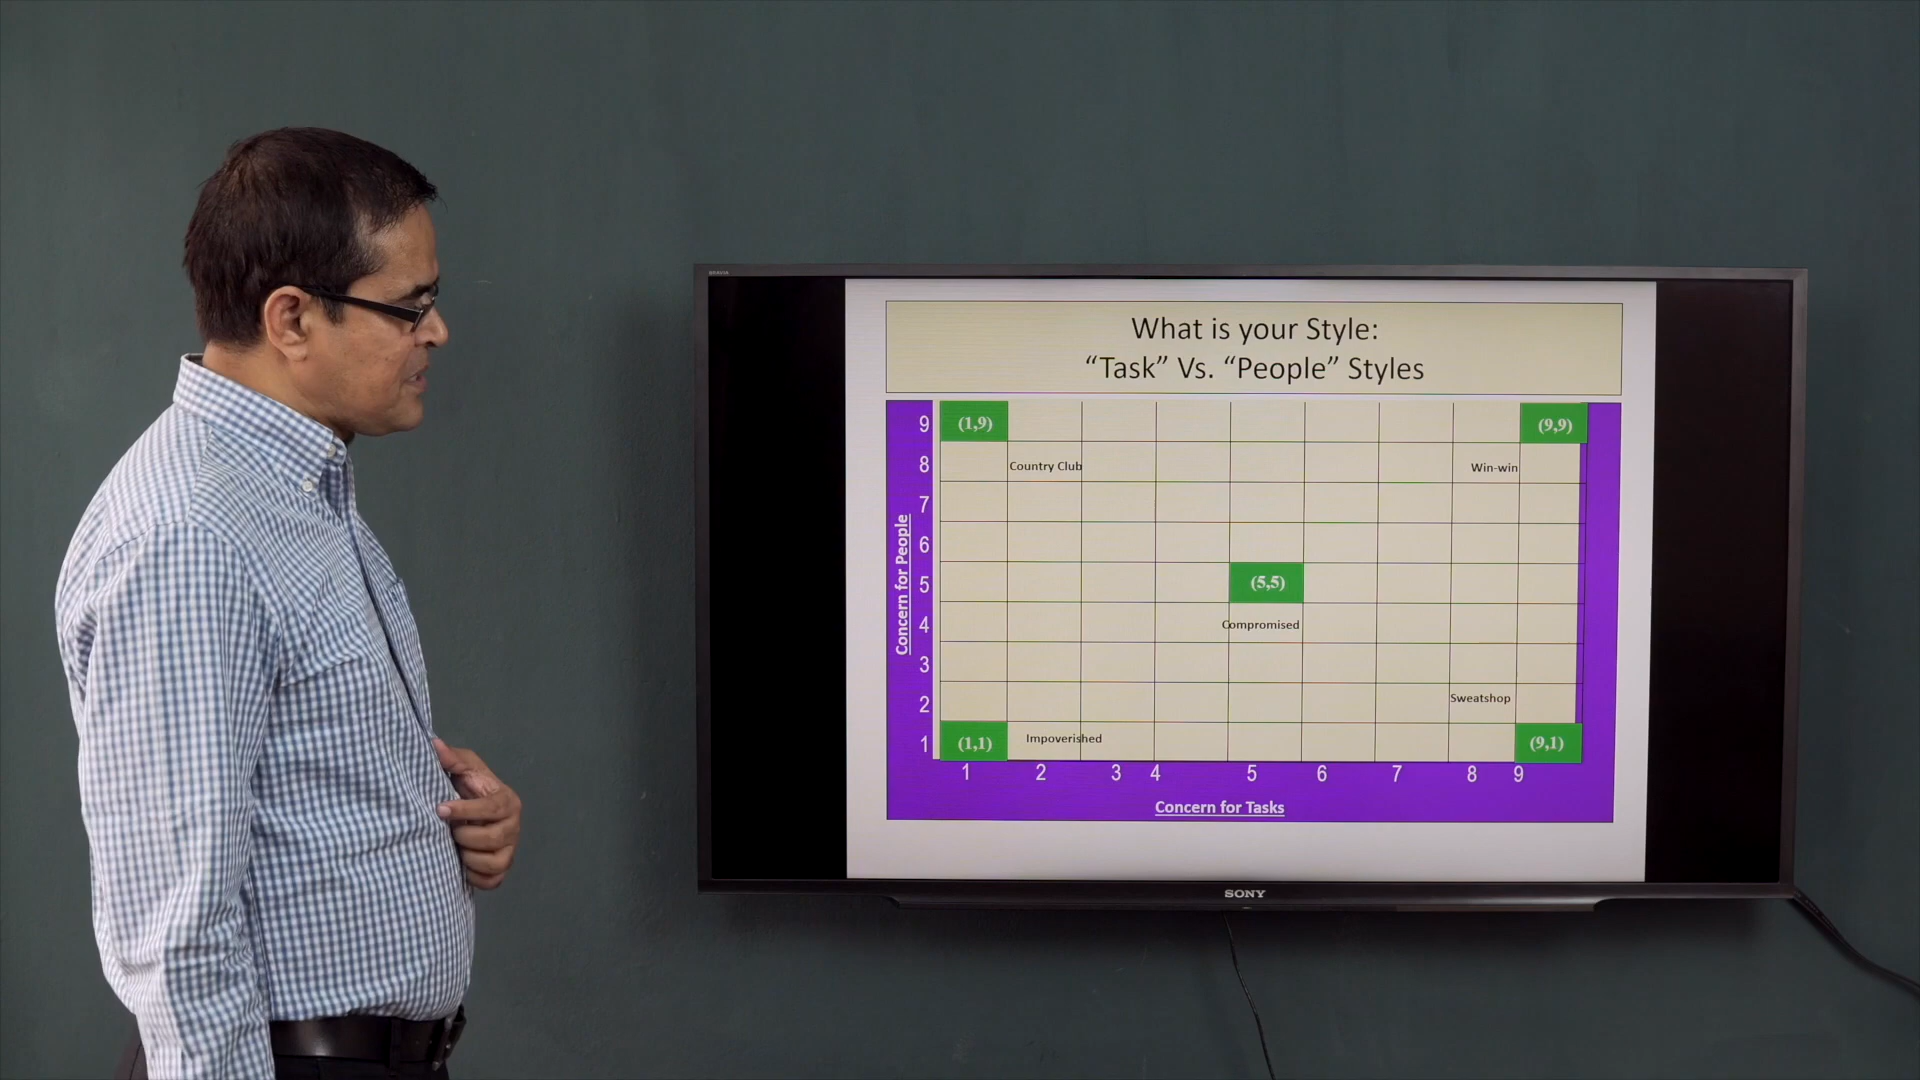 BRAVIA
What is your Style:
“Task” Vs. “People” Styles
Concern for People
9
8
7
6
5
4
3
2
1
(1,9)
(9,9)
Country Club
Win-win
(5,5)
Compromised
Sweatshop
(1,1)
Impoverished
(9,1)
1 2 3 4 5 6 7 8 9
Concern for Tasks
SONY